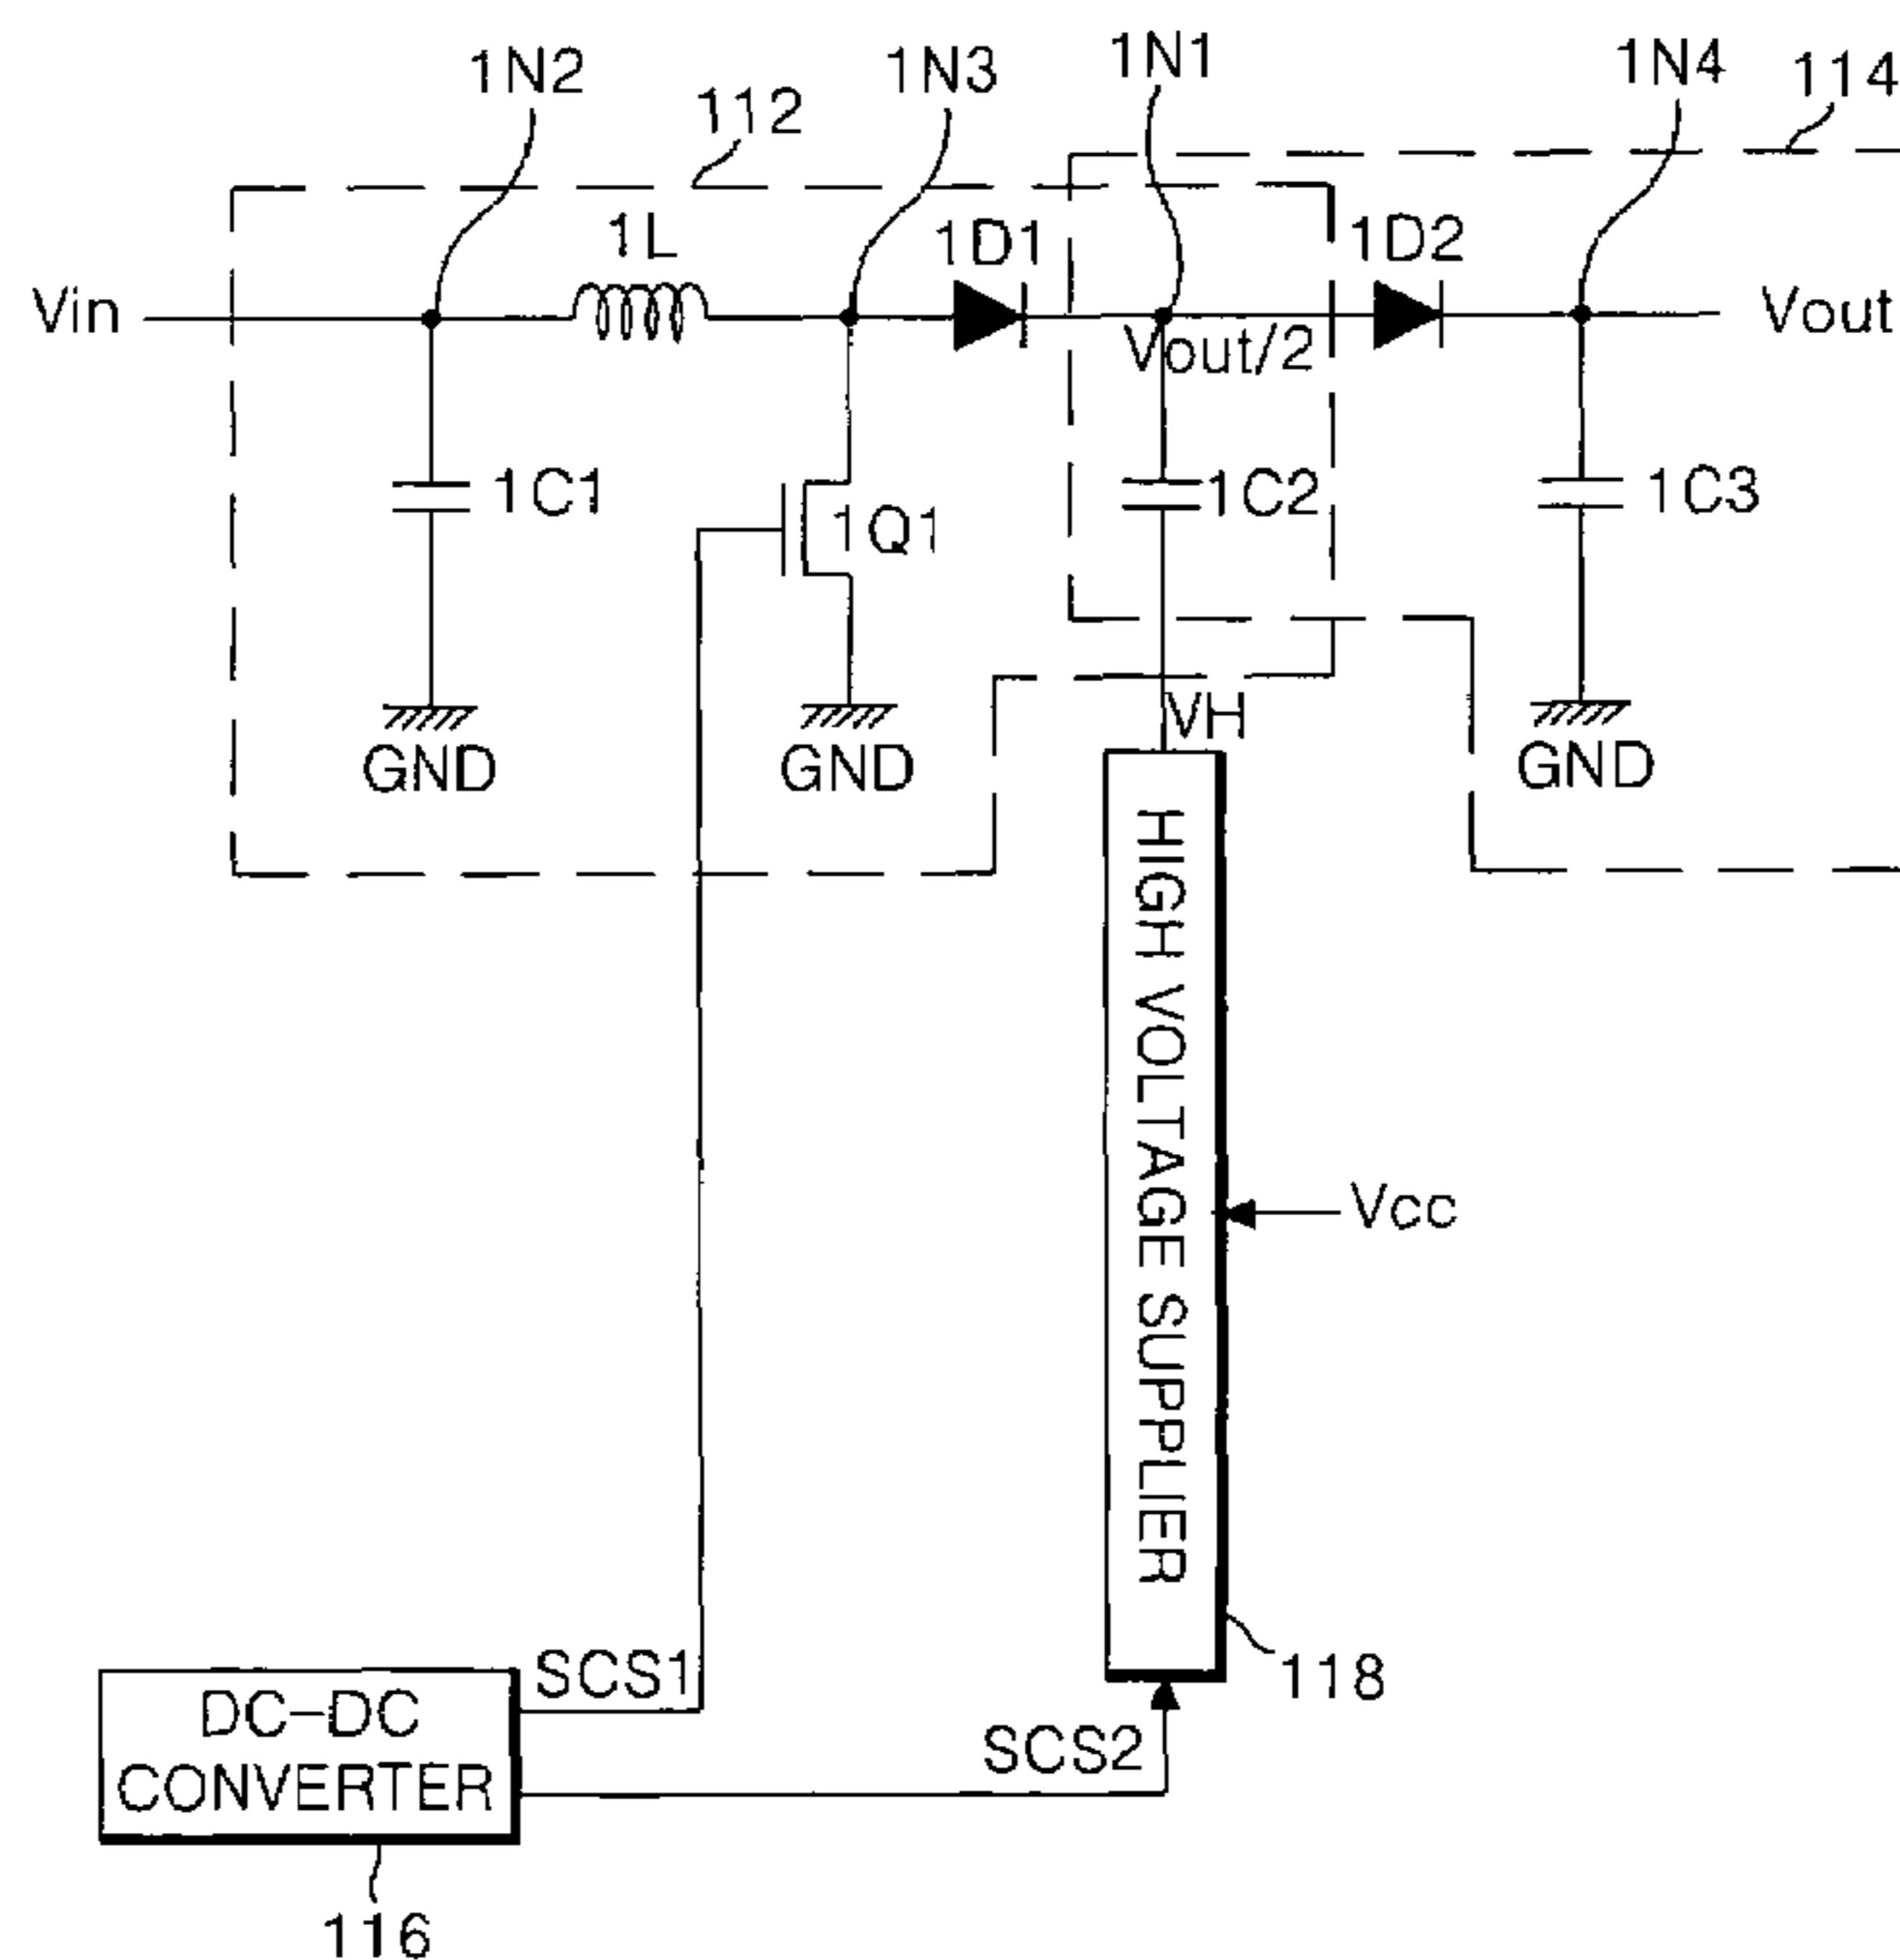 1N2
1N3
1N1
1N4
114
112
1L
1D1
1D2
Vin
Vout/2
Vout
1C1
1Q1
1C2
1C3
VH
GND
GND
GND
HIGH VOLTAGE SUPPLIER
Vcc
118
SCS1
DC-DC
CONVERTER
SCS2
116